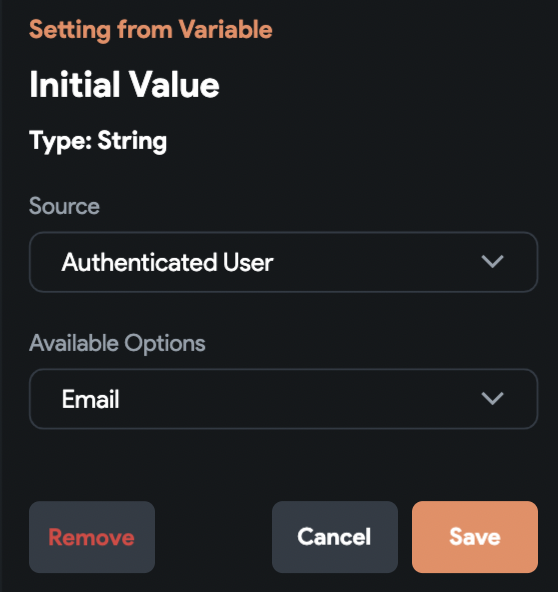 Setting from Variable
Initial Value
Type: String
Source
Authenticated User
Available Options
Email
Remove Cancel Save